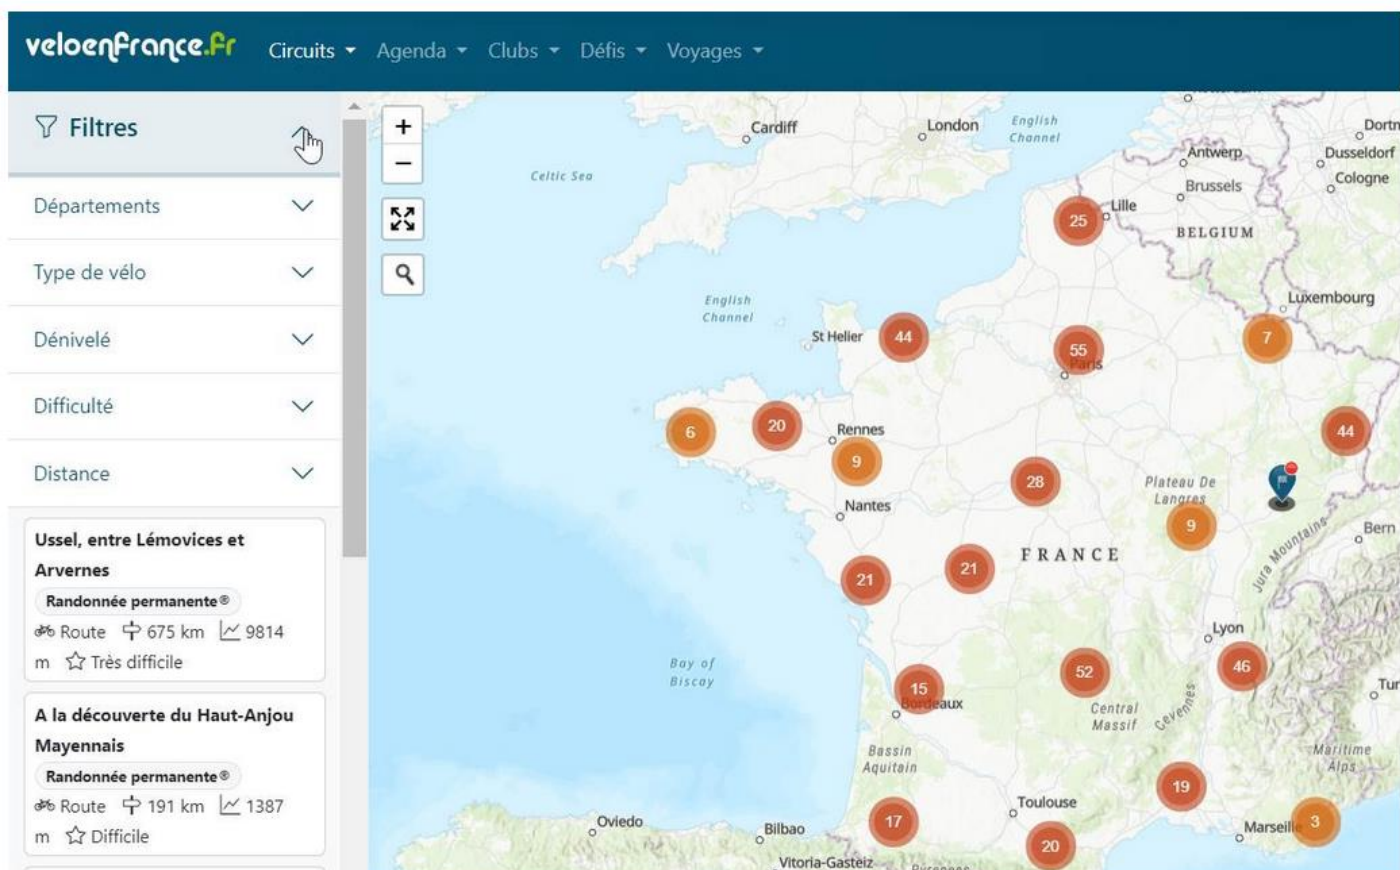 veloenfrance.fr Circuits Agenda Clubs Défis Voyages
Filtres
Départements
Type de vélo
Dénivelé
Difficulté
Distance
Ussel, entre Lémovices et
Arvernes
Randonnée permanente®
Route 675 km 9814
m Très difficile
A la découverte du Haut-Anjou
Mayennais
Randonnée permanente®
Route 191 km 1387
m Difficile
+
−
Cardiff
London
English
Channel
Celtic Sea
Antwerp
Dusseldorf
Cologne
Brussels
Lille
25
BELGIUM
Luxembourg
English
Channel
St Helier
44
55
Paris
7
6
20
Rennes
9
44
28
Plateau De
Langres
Nantes
9
Jura Mountains
Bern
FRANCE
21
21
Lyon
46
52
Bay of
Biscay
15
Bordeaux
Central
Massif
Cevennes
Bassin
Aquitain
Maritime
Alps
19
Toulouse
17
Oviedo
Bilbao
Marseille
3
20
Vitoria-Gasteiz